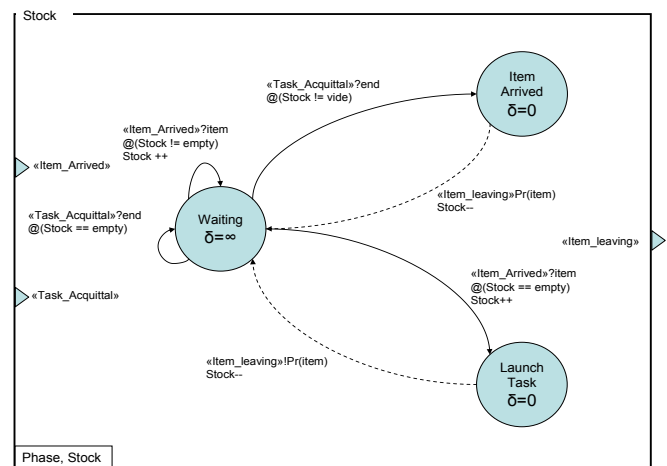 Stock
«Task_Acquittal»?end
@(Stock != vide)
Item
Arrived
δ=0
«Item_Arrived»?item
@(Stock != empty)
Stock ++
«Item_Arrived»
«Item_leaving»Pr(item)
Stock--
«Task_Acquittal»?end
@(Stock == empty)
Waiting
δ=∞
«Item_leaving»
«Item_Arrived»?item
@(Stock == empty)
Stock++
«Task_Acquittal»
«Item_leaving»!Pr(item)
Stock--
Launch
Task
δ=0
Phase, Stock